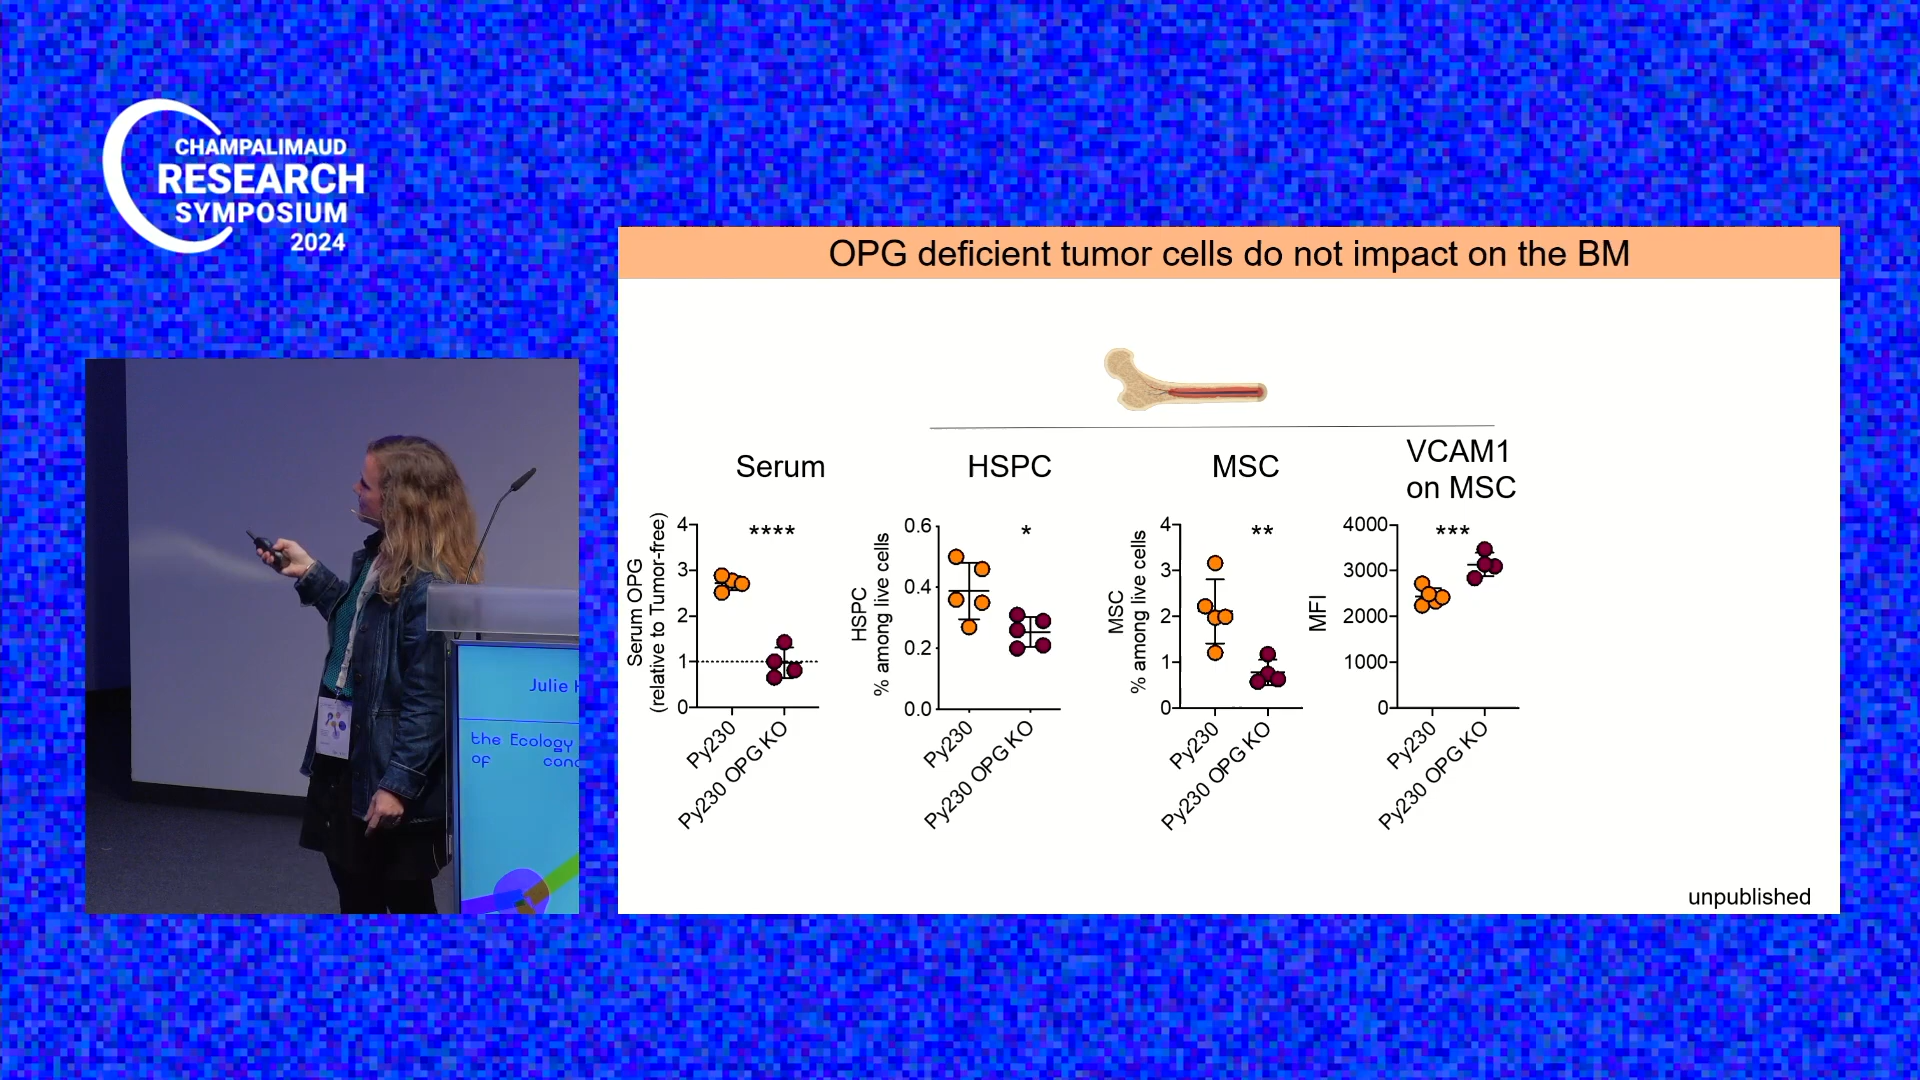 CHAMPALIMAUD
RESEARCH
SYMPOSIUM
2024
OPG deficient tumor cells do not impact on the BM
Serum
HSPC
MSC
VCAM1
on MSC
Serum OPG
(relative to Tumor-free)
4
3
2
1
0
****
Py230
Py230 OPG KO
HSPC
% among live cells
0.6
0.4
0.2
0.0
*
Py230
Py230 OPG KO
MSC
% among live cells
4
3
2
1
0
**
Py230
Py230 OPG KO
MFI
4000
3000
2000
1000
0
***
Py230
Py230 OPG KO
unpublished
Julie
the Ecology
of